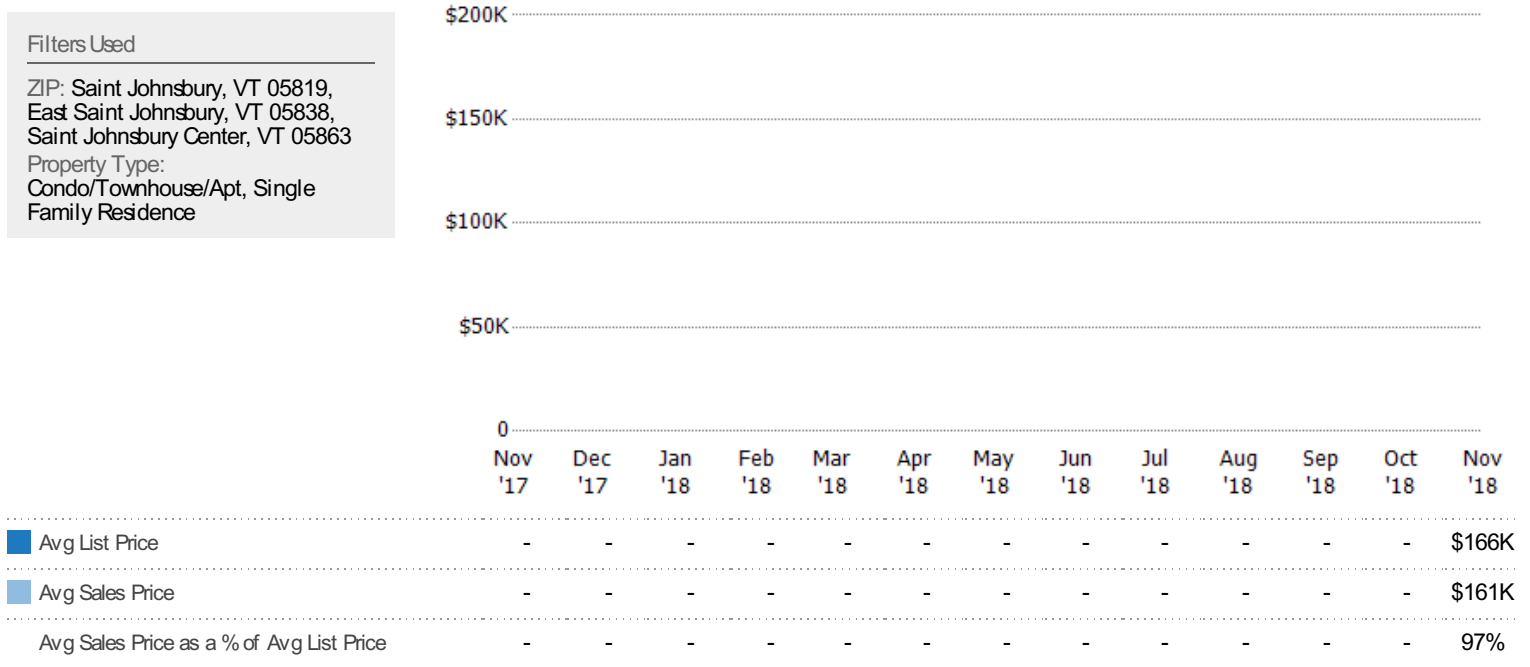 Filters Used
ZIP: Saint Johnsbury, VT 05819,
East Saint Johnsbury, VT 05838,
Saint Johnsbury Center, VT 05863
Property Type:
Condo/Townhouse/Apt, Single
Family Residence
$200K
$150K
$100K
$50K
0
Nov Dec Jan Feb Mar Apr May Jun Jul Aug Sep Oct Nov
'17 '17 '18 '18 '18 '18 '18 '18 '18 '18 '18 '18 '18
Avg List Price - - - - - - - - - - - - $166K
Avg Sales Price - - - - - - - - - - - - $161K
Avg Sales Price as a % of Avg List Price - - - - - - - - - - - - 97%